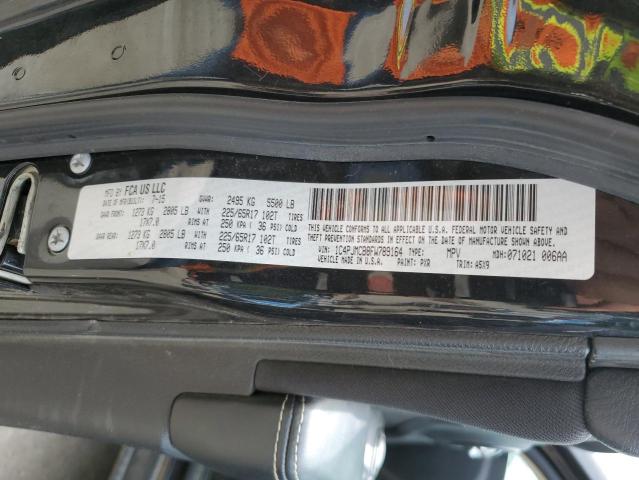 MFD BY FCA US LLC
DATE OF MFR(BUILT): 7-15 GVWR: 2495 KG 5500 LB
GAWR FRONT: 1273 KG 2805 LB WITH 225/65R17 102T TIRES
17X7.0 RIMS AT 250 KPA ( 36 PSI) COLD
GAWR REAR: 1273 KG 2805 LB WITH 225/65R17 102T TIRES
17X7.0 RIMS AT 250 KPA ( 36 PSI) COLD
THIS VEHICLE CONFORMS TO ALL APPLICABLE U.S.A. FEDERAL MOTOR VEHICLE SAFETY AND
THEFT PREVENTION STANDARDS IN EFFECT ON THE DATE OF MANUFACTURE SHOWN ABOVE.
VIN: 1C4PJMCB8FW789164 TYPE: MPV MDH: 071021 006AA
VEHICLE MADE IN U.S.A. PAINT: PXR TRIM: A5X9